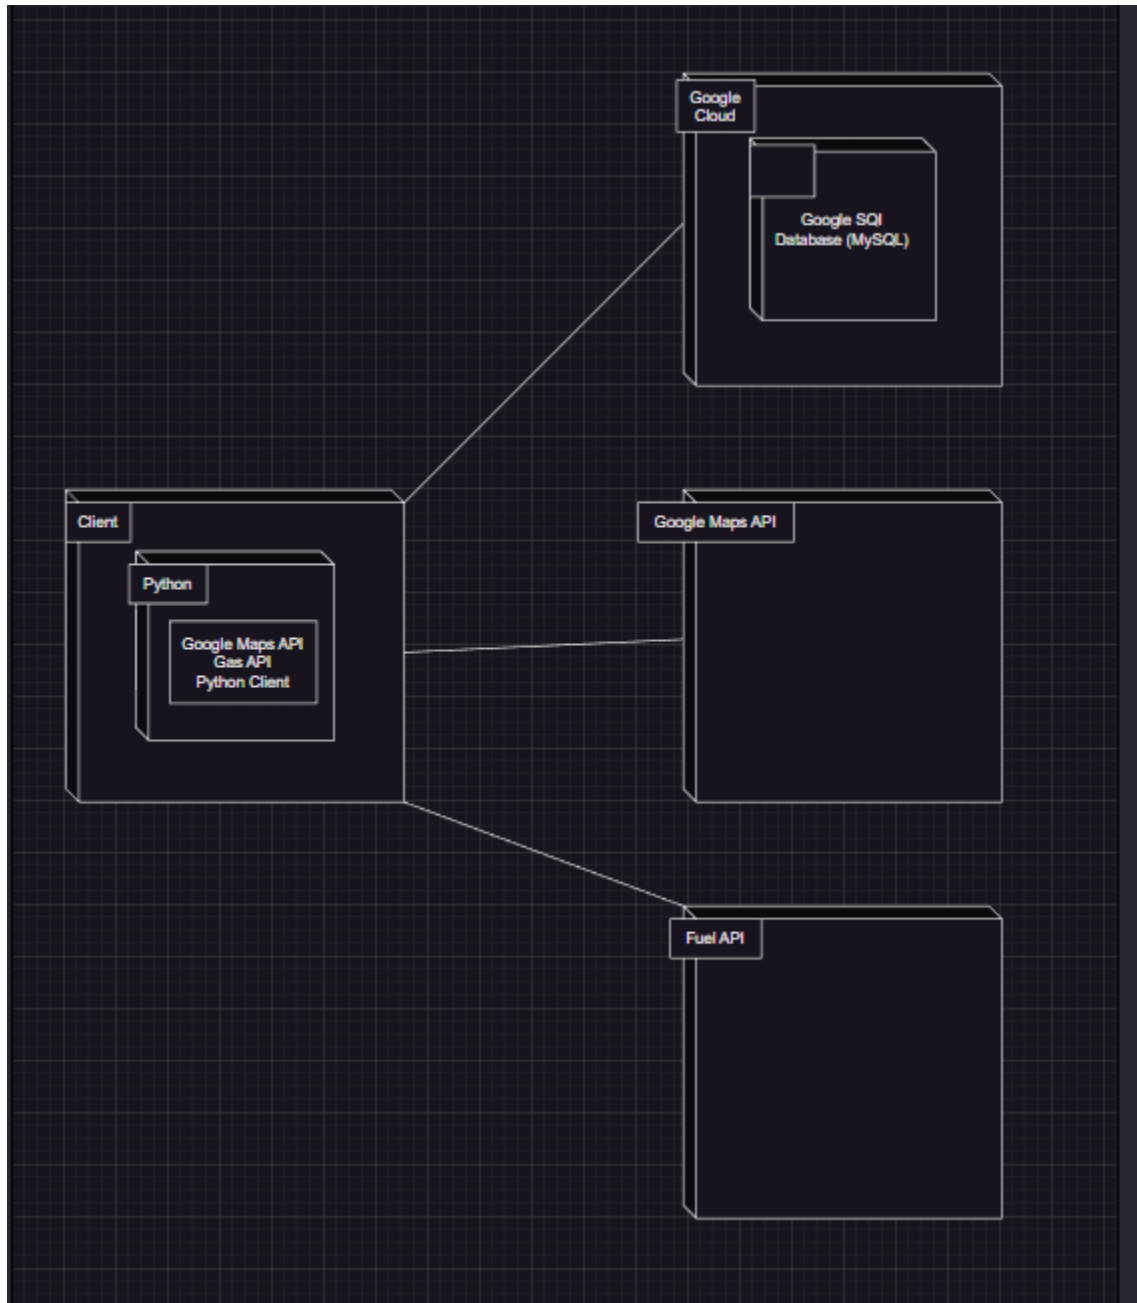 Google
Cloud
Google SQl
Database (MySQL)
Client
Python
Google Maps API
Gas API
Python Client
Google Maps API
Fuel API